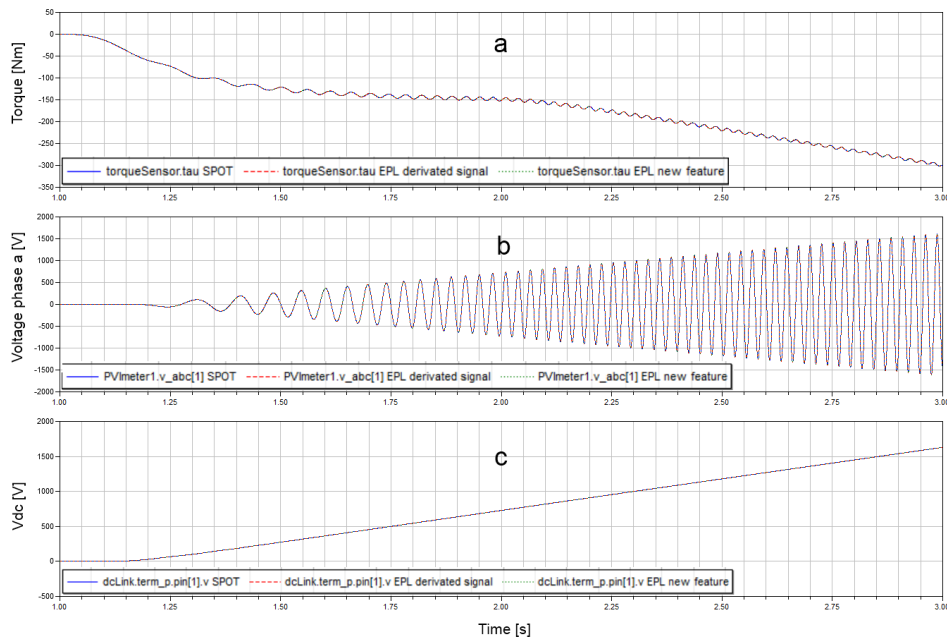 50
0
-50
-100
-150
-200
-250
-300
-350
Torque [Nm]
a
torqueSensor.tau SPOT torqueSensor.tau EPL derivated signal torqueSensor.tau EPL new feature
1.00 1.25 1.50 1.75 2.00 2.25 2.50 2.75 3.00
2000
1500
1000
500
0
-500
-1000
-1500
-2000
Voltage phase a [V]
b
PVImeter1.v_abc[1] SPOT PVImeter1.v_abc[1] EPL derivated signal PVImeter1.v_abc[1] EPL new feature
1.00 1.25 1.50 1.75 2.00 2.25 2.50 2.75 3.00
2000
1500
1000
500
0
-500
Vdc [V]
c
dcLink.term_p.pin[1].v SPOT dcLink.term_p.pin[1].v EPL derivated signal dcLink.term_p.pin[1].v EPL new feature
1.00 1.25 1.50 1.75 2.00 2.25 2.50 2.75 3.00
Time [s]